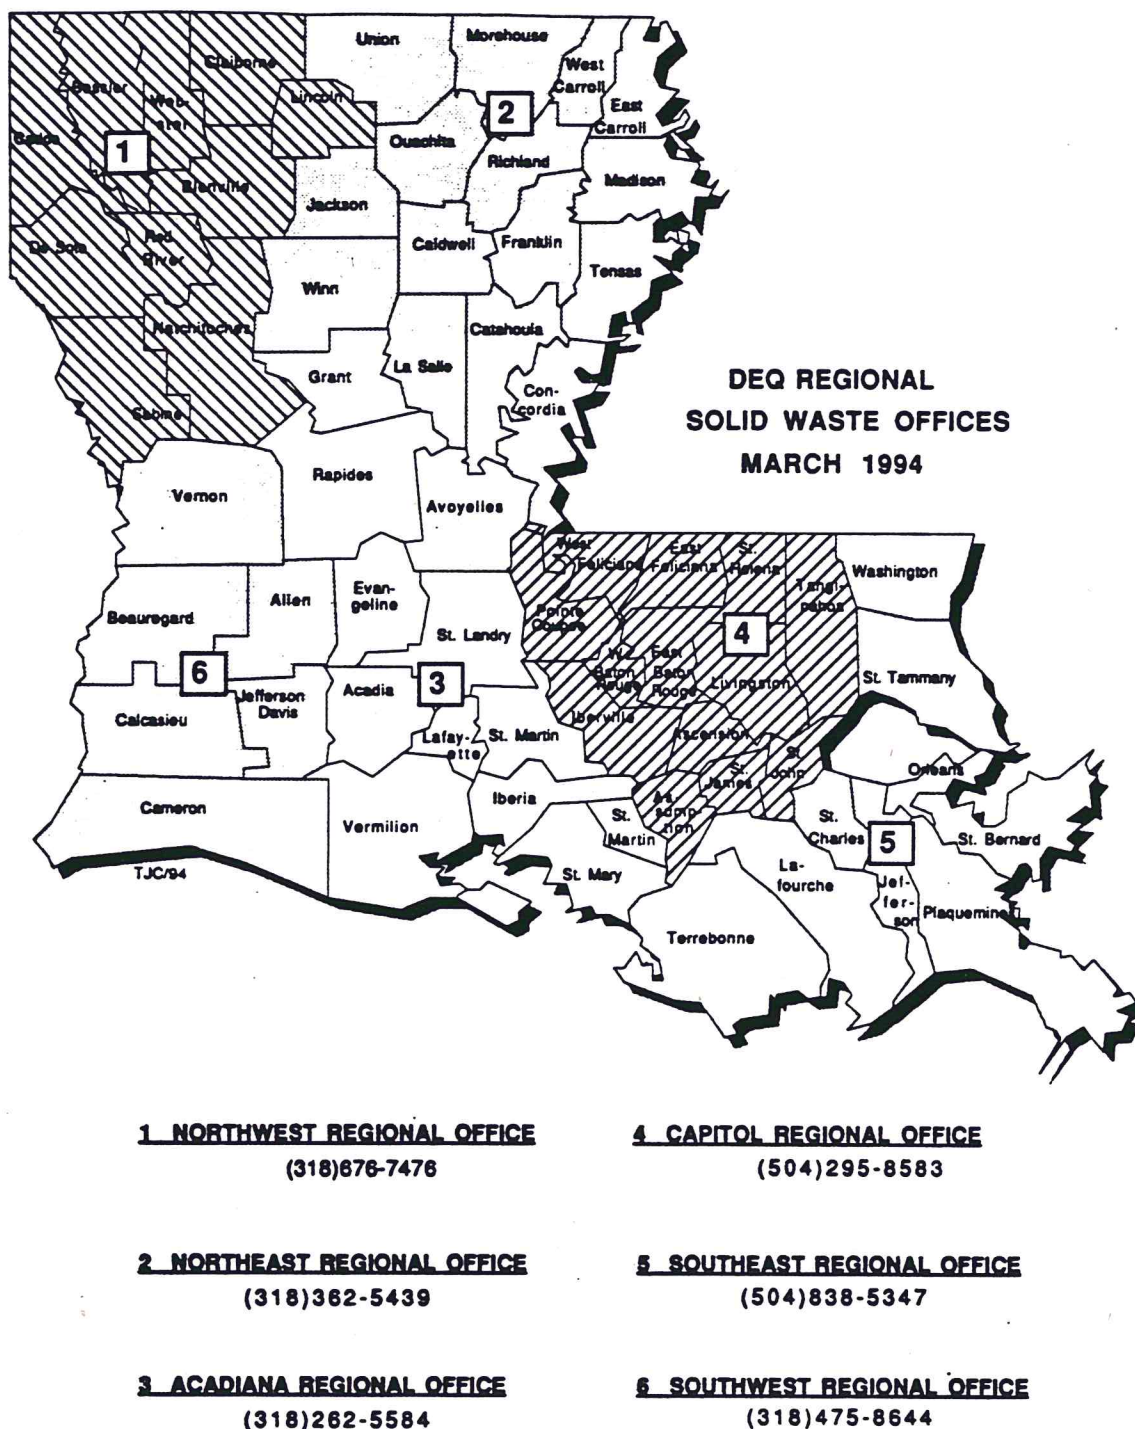 Union
Morehouse
West
Carroll
East
Carroll
Claiborne
Lincoln
Bossier
Web-
ster
Caddo
1
2
Ouachita
Richland
Madison
Bienville
Jackson
De Soto
Red
River
Caldwell
Franklin
Tensas
Winn
Natchitoches
Catahoula
Grant
La Salle
Con-
cordia
Sabine
DEQ REGIONAL
SOLID WASTE OFFICES
MARCH 1994
Vernon
Rapides
Avoyelles
West
Feliciana
East
Feliciana
St.
Helena
Tangi-
pahoa
Washington
Beauregard
Allen
Evan-
geline
St. Landry
Pointe
Coupee
4
W.
Baton
Rouge
East
Baton
Rouge
Livingston
St. Tammany
6
3
Calcasieu
Jefferson
Davis
Acadia
Lafay-
ette
St. Martin
Iberville
Ascension
St.
James
St.
John
Orleans
Cameron
Vermilion
Iberia
St.
Martin
As-
sump-
tion
St.
Charles
5
St. Bernard
TJC/94
St. Mary
La-
fourche
Jef-
fer-
son
Plaquemines
Terrebonne
1 NORTHWEST REGIONAL OFFICE
(318)676-7476
4 CAPITOL REGIONAL OFFICE
(504)295-8583
2 NORTHEAST REGIONAL OFFICE
(318)362-5439
5 SOUTHEAST REGIONAL OFFICE
(504)838-5347
3 ACADIANA REGIONAL OFFICE
(318)262-5584
6 SOUTHWEST REGIONAL OFFICE
(318)475-8644